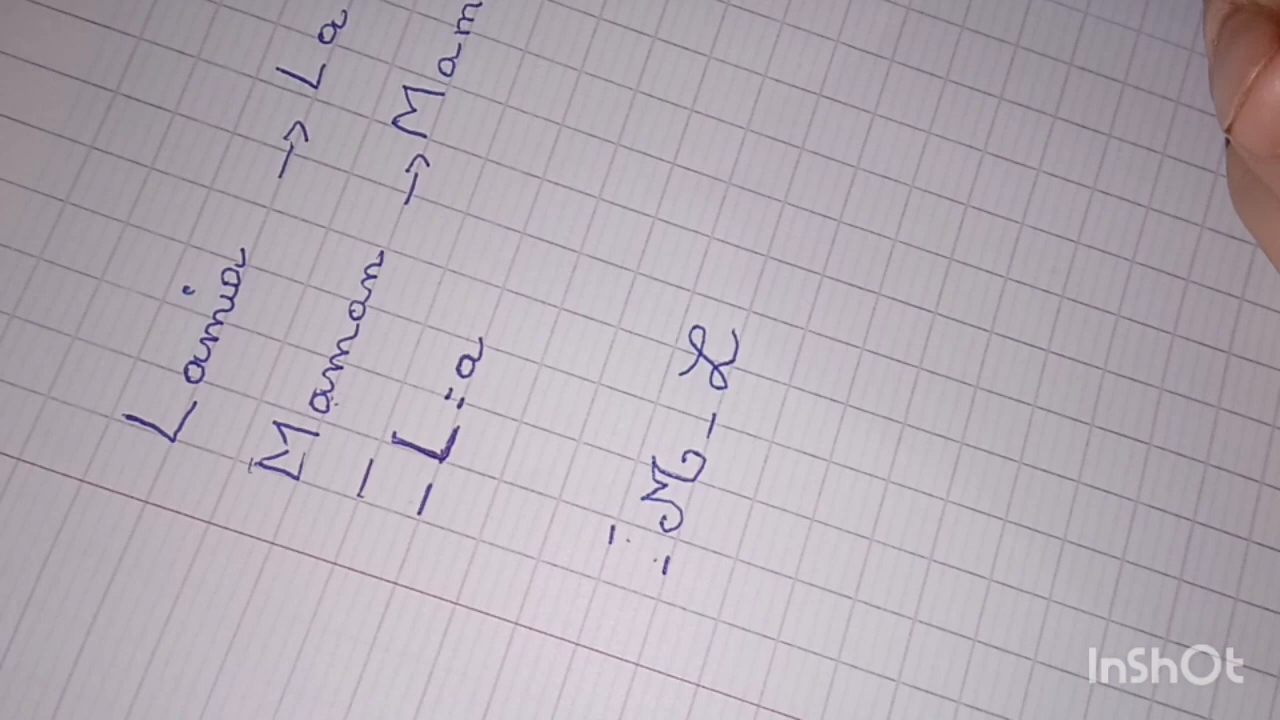 Lamia → La
Maman → Mam
- L:a
M - L
InShOt